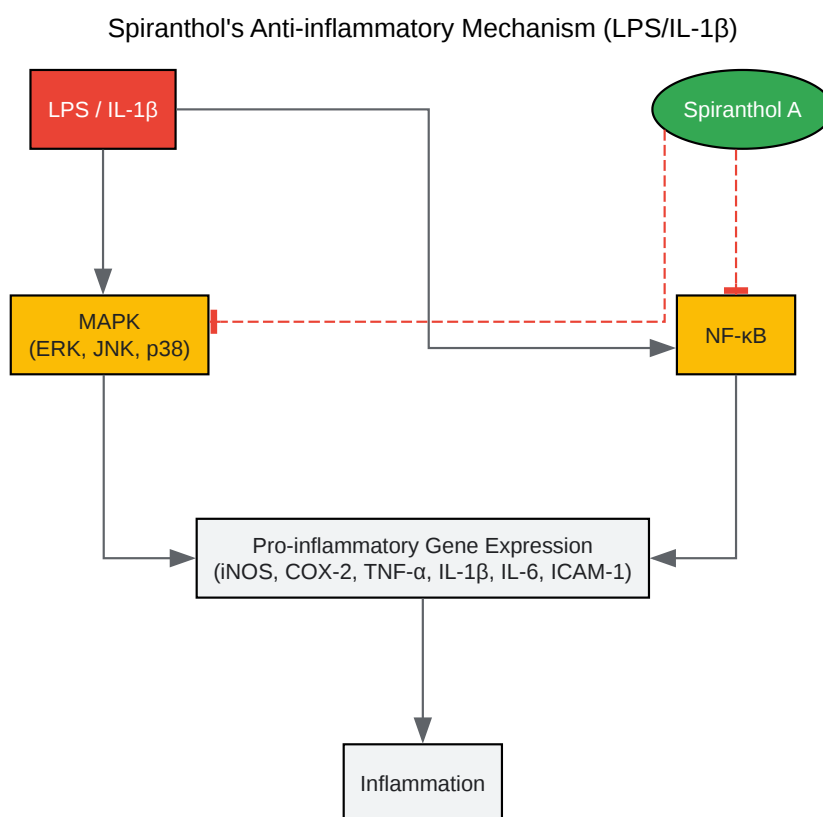 Spiranthol's Anti-inflammatory Mechanism (LPS/IL-1β)
LPS / IL-1β
Spiranthol A
MAPK
(ERK, JNK, p38)
NF-κB
Pro-inflammatory Gene Expression
(iNOS, COX-2, TNF-α, IL-1β, IL-6, ICAM-1)
Inflammation